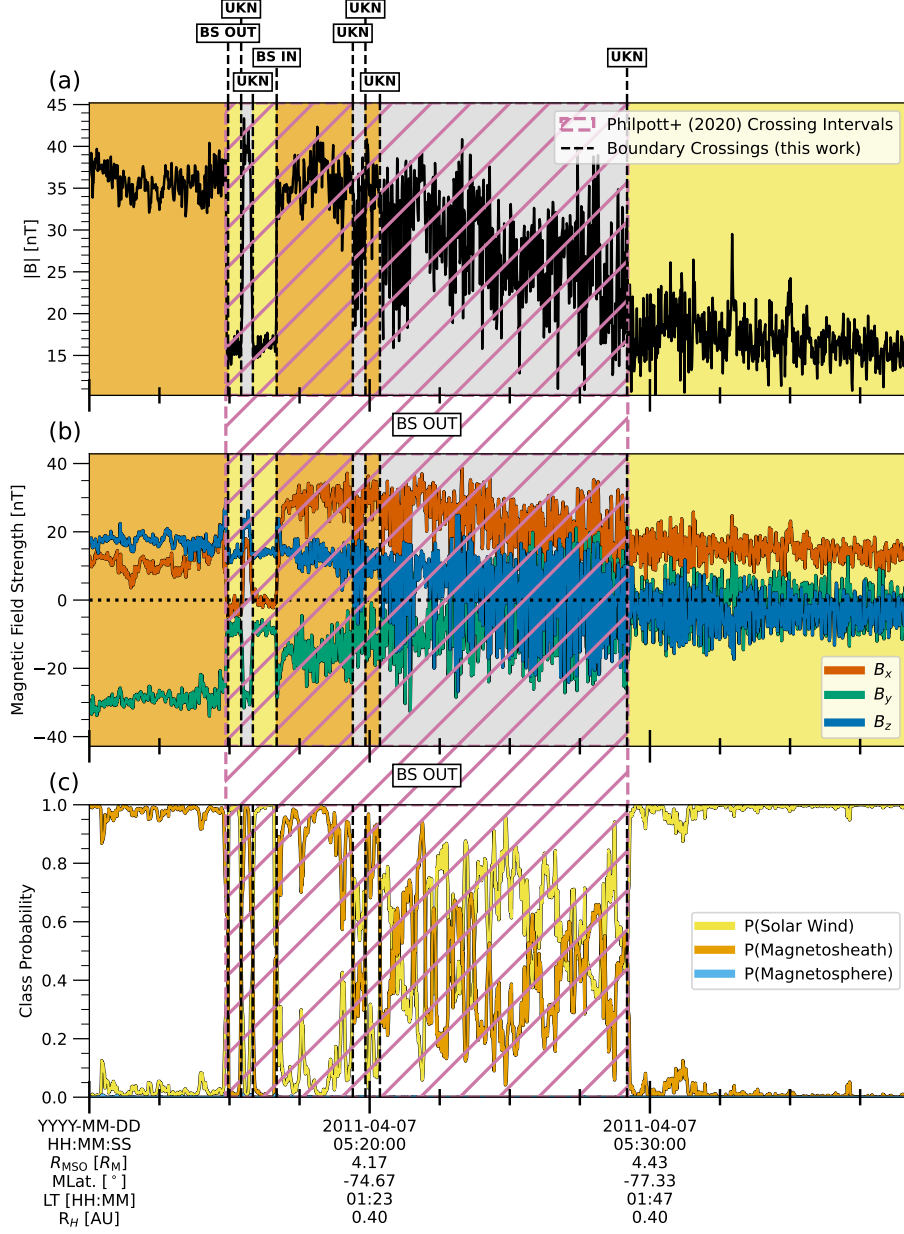 UKN
UKN
BS OUT
UKN
BS IN
UKN
UKN
UKN
(a)
45
40
35
30
25
20
15
|B| [nT]
Philpott+ (2020) Crossing Intervals
Boundary Crossings (this work)
BS OUT
(b)
40
20
0
−20
−40
Magnetic Field Strength [nT]
Bx
By
Bz
BS OUT
(c)
1.0
0.8
0.6
0.4
0.2
0.0
Class Probability
P(Solar Wind)
P(Magnetosheath)
P(Magnetosphere)
YYYY-MM-DD 2011-04-07 2011-04-07
HH:MM:SS 05:20:00 05:30:00
RMSO [RM] 4.17 4.43
MLat. [°] -74.67 -77.33
LT [HH:MM] 01:23 01:47
RH [AU] 0.40 0.40